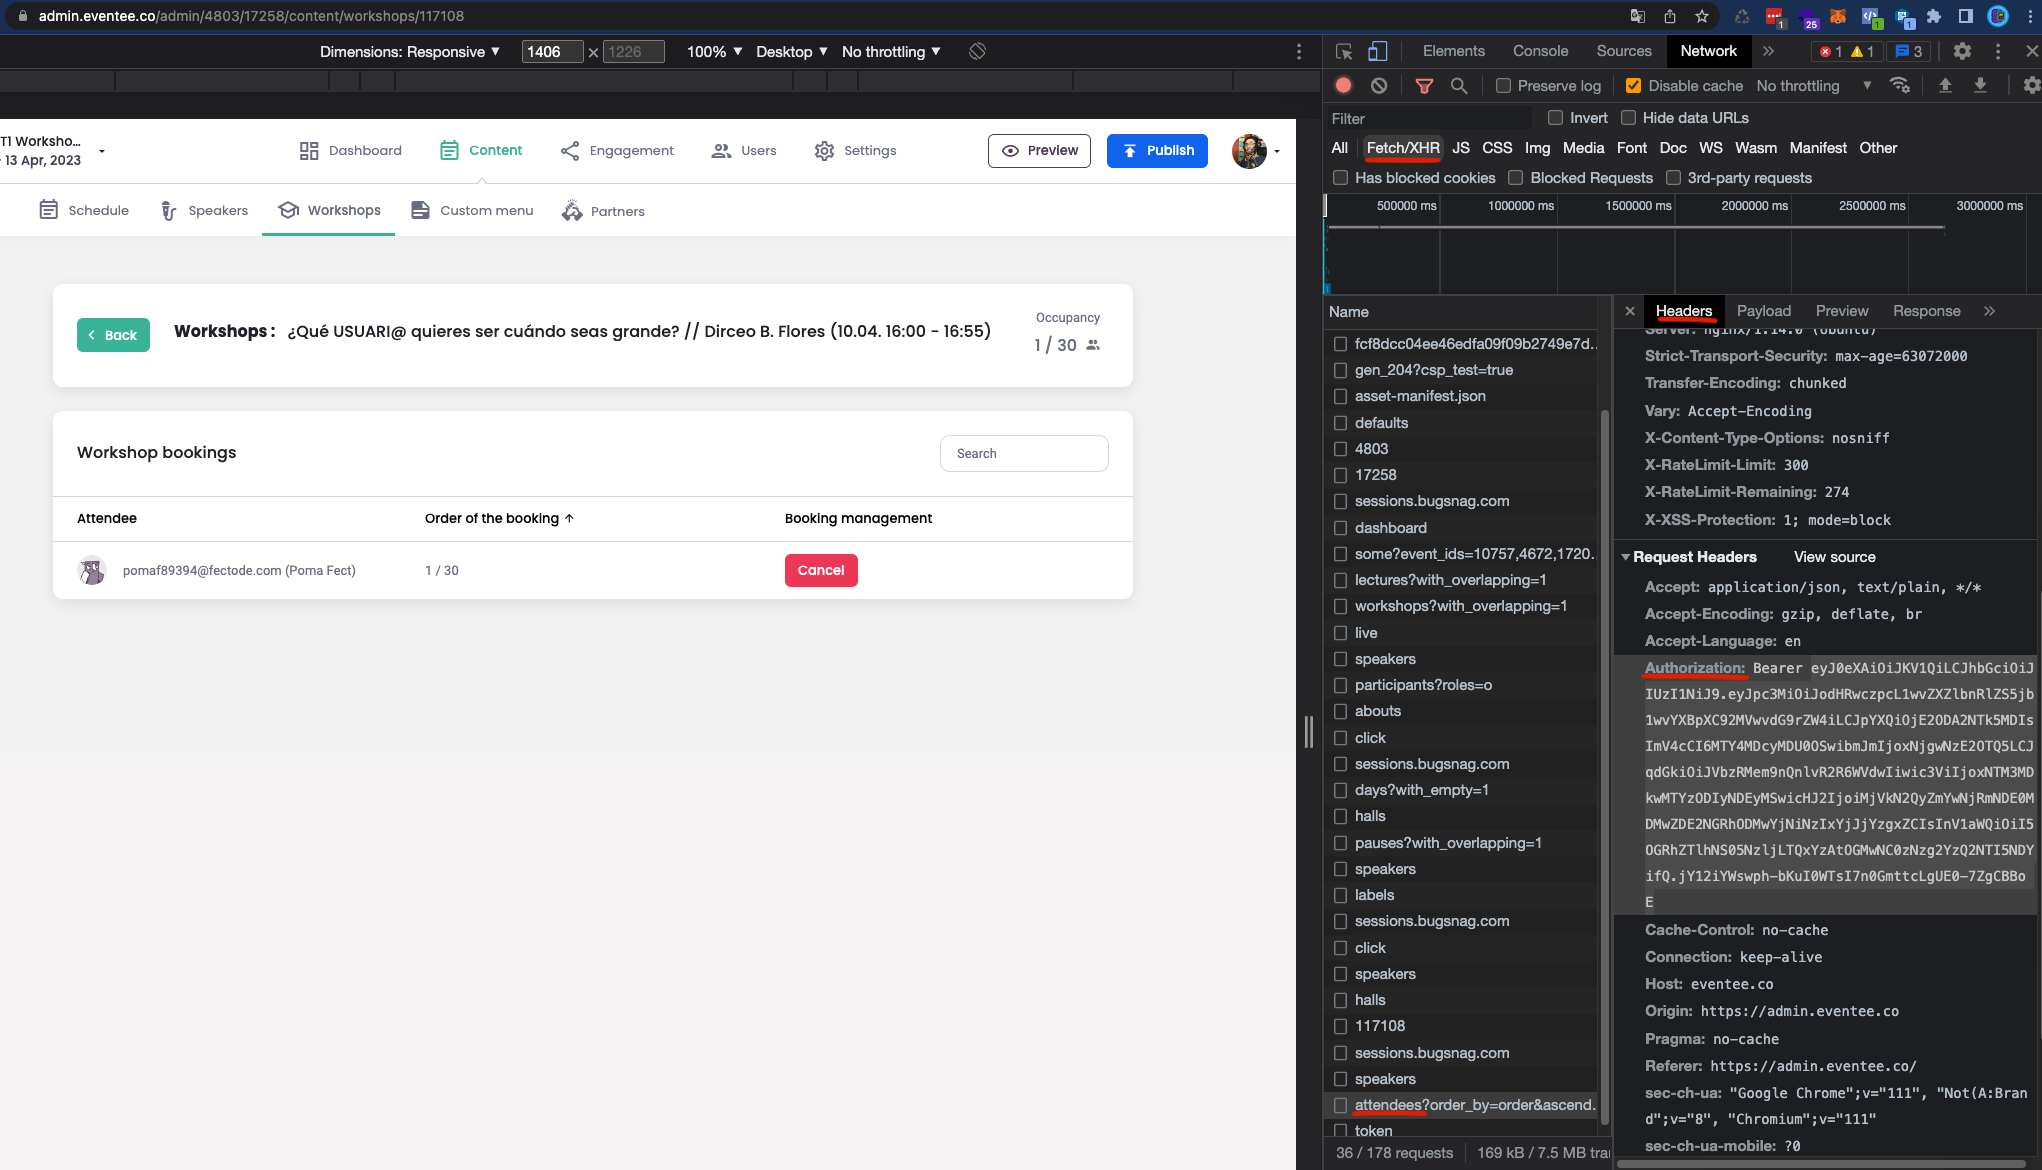 admin.eventee.co/admin/4803/17258/content/workshops/117108
Dimensions: Responsive ▼ 1406 × 1226 100% ▼ Desktop ▼ No throttling ▼
T1 Worksho...
- 13 Apr, 2023
Dashboard Content Engagement Users Settings Preview Publish
Schedule Speakers Workshops Custom menu Partners
Back
Workshops: ¿Qué USUARI@ quieres ser cuándo seas grande? // Dirceo B. Flores (10.04. 16:00 - 16:55)
Occupancy
1 / 30
Workshop bookings
Search
Attendee Order of the booking ↑ Booking management
pomaf89394@fectode.com (Poma Fect) 1 / 30 Cancel
Elements Console Sources Network » 1 1 3
Preserve log Disable cache No throttling ▼
Filter Invert Hide data URLs
All Fetch/XHR JS CSS Img Media Font Doc WS Wasm Manifest Other
Has blocked cookies Blocked Requests 3rd-party requests
500000 ms 1000000 ms 1500000 ms 2000000 ms 2500000 ms 3000000 ms
Name
fcf8dcc04ee46edfa09f09b2749e7d...
gen_204?csp_test=true
asset-manifest.json
defaults
4803
17258
sessions.bugsnag.com
dashboard
some?event_ids=10757,4672,1720...
lectures?with_overlapping=1
workshops?with_overlapping=1
live
speakers
participants?roles=o
abouts
click
sessions.bugsnag.com
days?with_empty=1
halls
pauses?with_overlapping=1
speakers
labels
sessions.bugsnag.com
click
speakers
halls
117108
sessions.bugsnag.com
speakers
attendees?order_by=order&ascend...
token
36 / 178 requests 169 kB / 7.5 MB tra
× Headers Payload Preview Response »
Server: nginx/1.14.0 (Ubuntu)
Strict-Transport-Security: max-age=63072000
Transfer-Encoding: chunked
Vary: Accept-Encoding
X-Content-Type-Options: nosniff
X-RateLimit-Limit: 300
X-RateLimit-Remaining: 274
X-XSS-Protection: 1; mode=block
Request Headers View source
Accept: application/json, text/plain, */*
Accept-Encoding: gzip, deflate, br
Accept-Language: en
Authorization: Bearer eyJ0eXAiOiJKV1QiLCJhbGciOiJ
IUzI1NiJ9.eyJpc3MiOiJodHRwczpcL1wvZXZlbnRlZS5jb
1wvYXBpXC92MVwvdG9rZW4iLCJpYXQiOjE2ODA2NTk5MDIs
ImV4cCI6MTY4MDcyMDU0OSwibmJmIjoxNjgwNzE2OTQ5LCJ
qdGkiOiJVbzRMem9nQnlvR2R6WVdwIiwic3ViIjoxNTM3MD
kwMTYzODIyNDEyMSwicHJ2IjoiMjVkN2QyZmYwNjRmNDE0M
DMwZDE2NGRhODMwYjNiNzIxYjJjYzgxZCIsInV1aWQiOiI5
OGRhZTlhNS05NzljLTQxYzAtOGMwNC0zNzg2YzQ2NTI5NDY
ifQ.jY12iYWswph-bKuI0WTsI7n0GmttcLgUE0-7ZgCBBo
E
Cache-Control: no-cache
Connection: keep-alive
Host: eventee.co
Origin: https://admin.eventee.co
Pragma: no-cache
Referer: https://admin.eventee.co/
sec-ch-ua: "Google Chrome";v="111", "Not(A:Bran
d";v="8", "Chromium";v="111"
sec-ch-ua-mobile: ?0